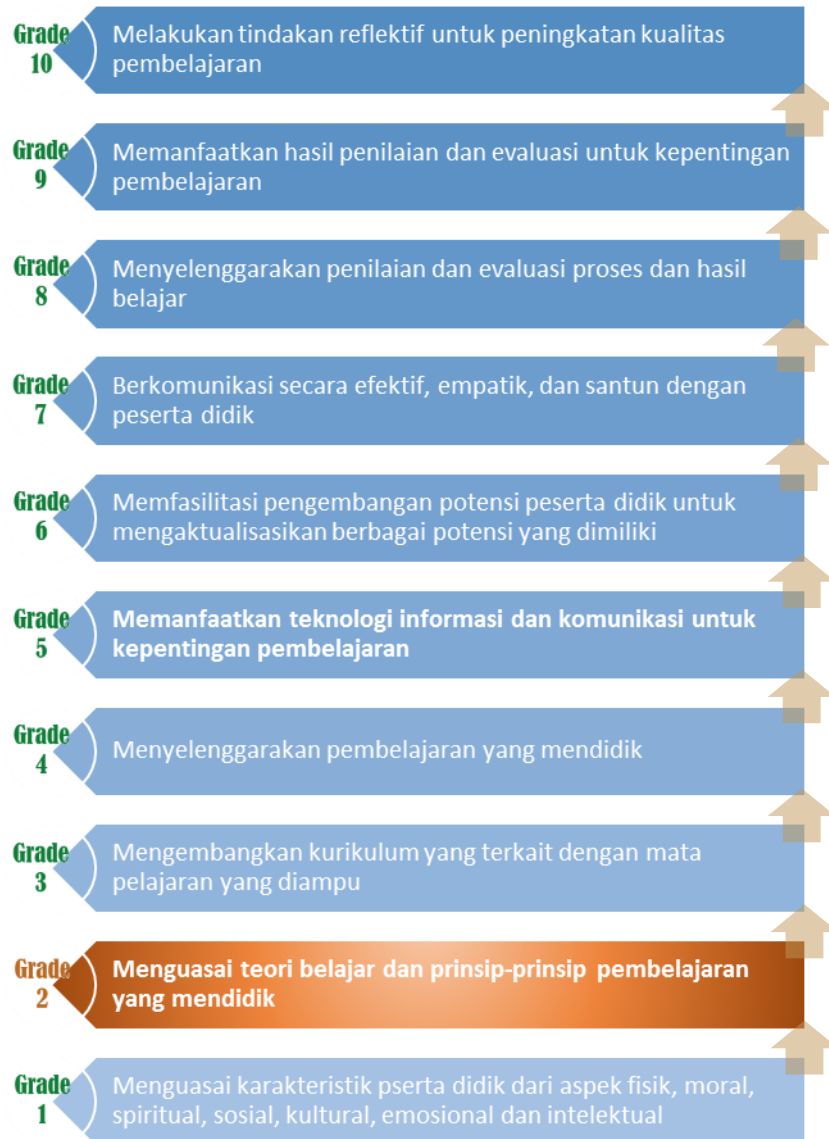 Grade
10
Melakukan tindakan reflektif untuk peningkatan kualitas
pembelajaran
Grade
9
Memanfaatkan hasil penilaian dan evaluasi untuk kepentingan
pembelajaran
Grade
8
Menyelenggarakan penilaian dan evaluasi proses dan hasil
belajar
Grade
7
Berkomunikasi secara efektif, empatik, dan santun dengan
peserta didik
Grade
6
Memfasilitasi pengembangan potensi peserta didik untuk
mengaktualisasikan berbagai potensi yang dimiliki
Grade
5
Memanfaatkan teknologi informasi dan komunikasi untuk
kepentingan pembelajaran
Grade
4
Menyelenggarakan pembelajaran yang mendidik
Grade
3
Mengembangkan kurikulum yang terkait dengan mata
pelajaran yang diampu
Grade
2
Menguasai teori belajar dan prinsip-prinsip pembelajaran
yang mendidik
Grade
1
Menguasai karakteristik pserta didik dari aspek fisik, moral,
spiritual, sosial, kultural, emosional dan intelektual